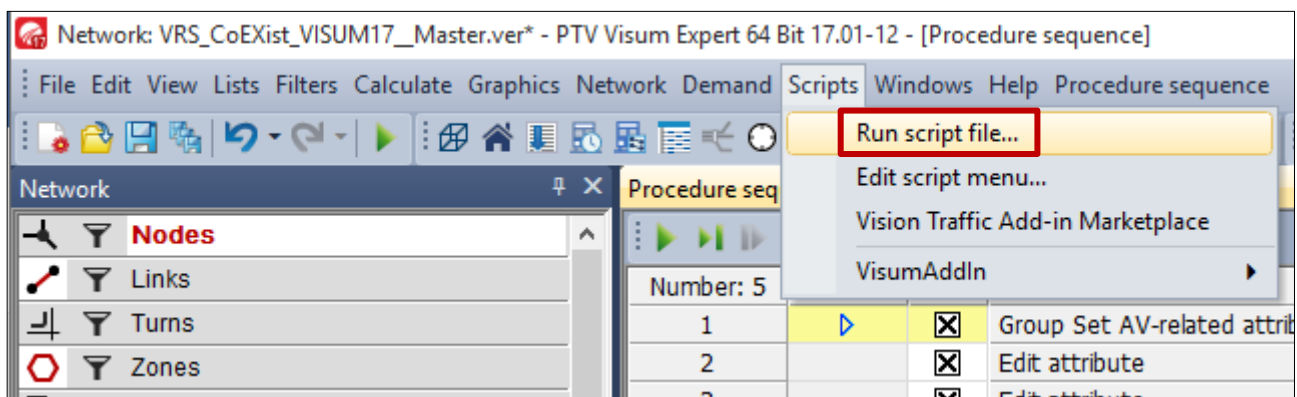 Network: VRS_CoEXist_VISUM17__Master.ver* - PTV Visum Expert 64 Bit 17.01-12 - [Procedure sequence]
File Edit View Lists Filters Calculate Graphics Network Demand Scripts Windows Help Procedure sequence
Run script file...
Edit script menu...
Vision Traffic Add-in Marketplace
VisumAddIn
Network
Procedure seq
Nodes
Links
Turns
Zones
Number: 5
1 Group Set AV-related attrib
2 Edit attribute